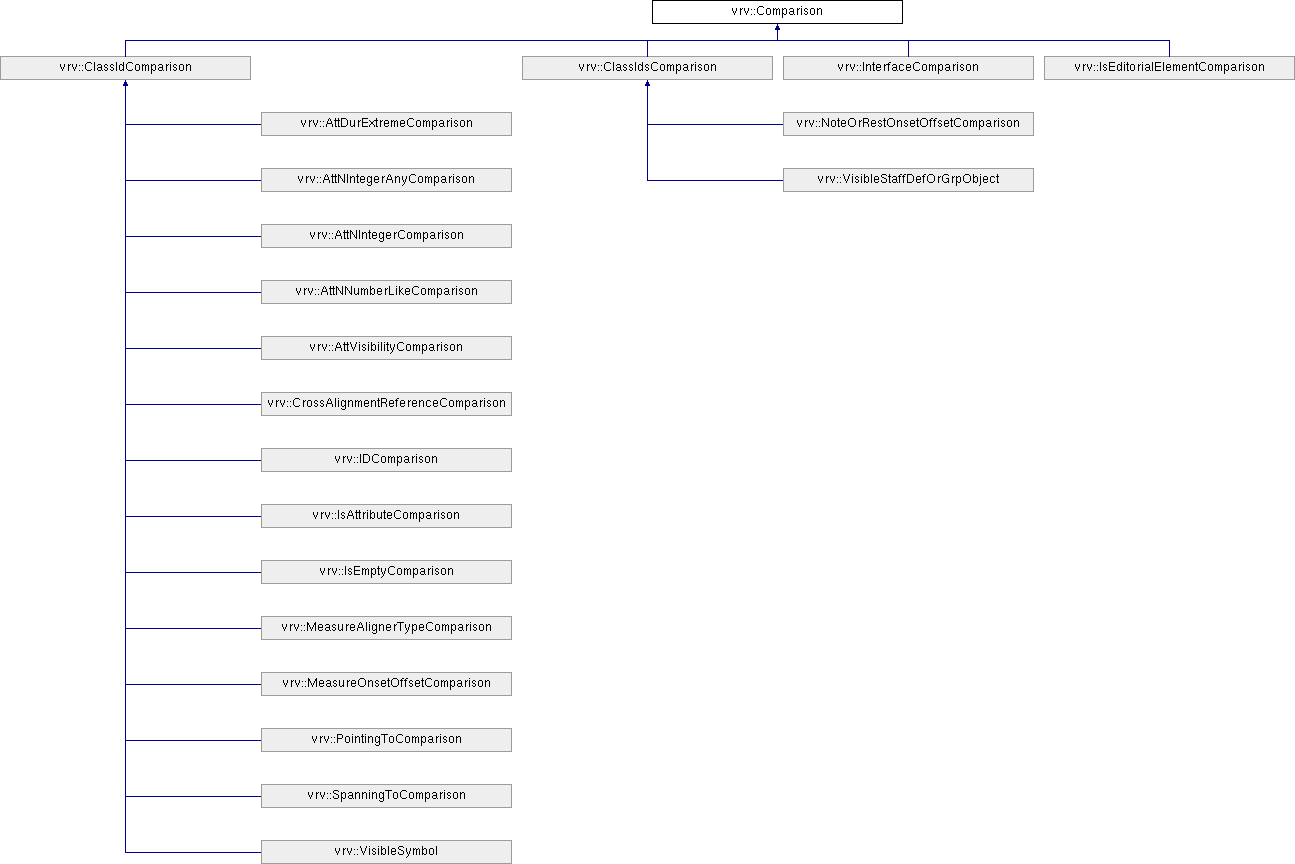 vrv::Comparison
vrv::ClassIdComparison
vrv::ClassIdsComparison
vrv::InterfaceComparison
vrv::IsEditorialElementComparison
vrv::AttDurExtremeComparison
vrv::NoteOrRestOnsetOffsetComparison
vrv::AttNIntegerAnyComparison
vrv::VisibleStaffDefOrGrpObject
vrv::AttNIntegerComparison
vrv::AttNNumberLikeComparison
vrv::AttVisibilityComparison
vrv::CrossAlignmentReferenceComparison
vrv::IDComparison
vrv::IsAttributeComparison
vrv::IsEmptyComparison
vrv::MeasureAlignerTypeComparison
vrv::MeasureOnsetOffsetComparison
vrv::PointingToComparison
vrv::SpanningToComparison
vrv::VisibleSymbol